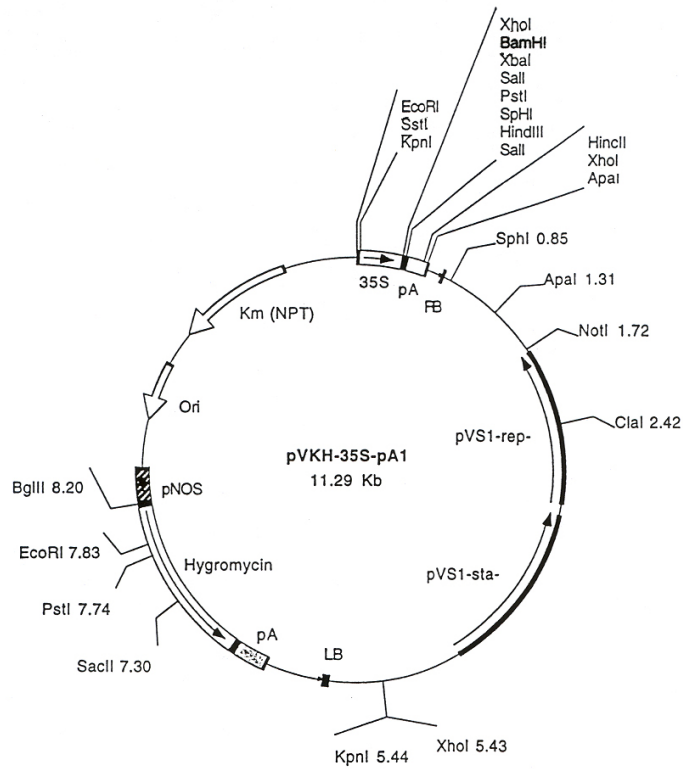 XhoI
BamHI
XbaI
SalI
PstI
SpHI
HindIII
SalI
EcoRI
SstI
KpnI
HincII
XhoI
ApaI
SphI 0.85
35S
pA
RB
ApaI 1.31
Km (NPT)
NotI 1.72
Ori
ClaI 2.42
pVS1-rep-
pVKH-35S-pA1
11.29 Kb
BglII 8.20
pNOS
EcoRI 7.83
Hygromycin
pVS1-sta-
PstI 7.74
pA
SacII 7.30
LB
KpnI 5.44
XhoI 5.43